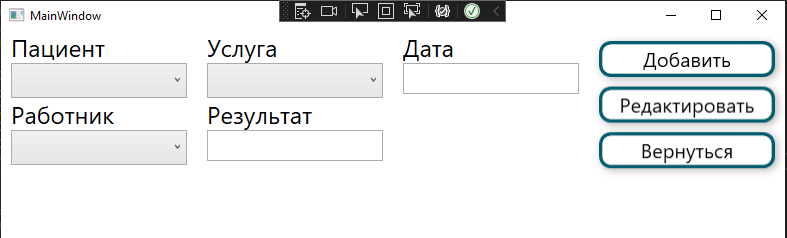 MainWindow
Пациент
Услуга
Дата
Добавить
Редактировать
Работник
Результат
Вернуться